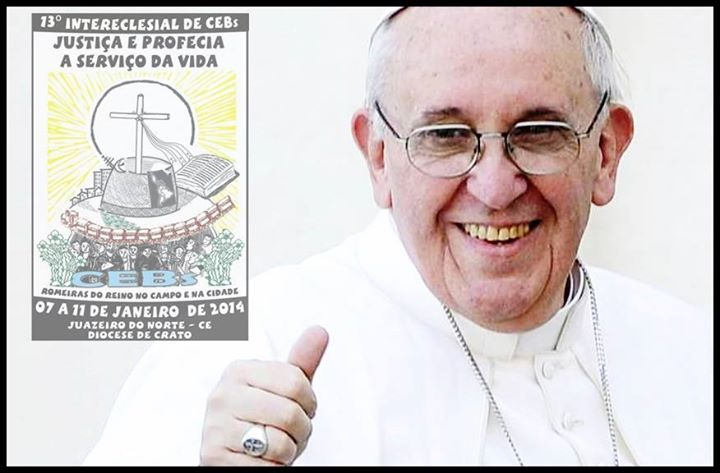 13º INTERECLESIAL DE CEBs
JUSTIÇA E PROFECIA
A SERVIÇO DA VIDA
CEBs
ROMEIRAS DO REINO NO CAMPO E NA CIDADE
07 A 11 DE JANEIRO DE 2014
JUAZEIRO DO NORTE - CE
DIOCESE DE CRATO